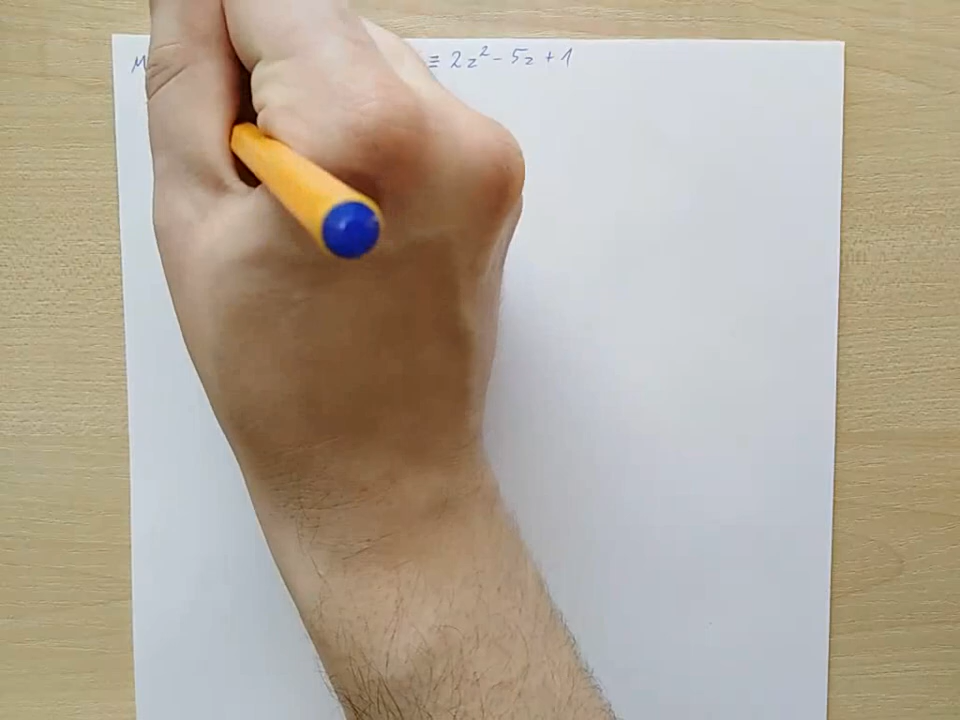 ≡ 2z² - 5z + 1